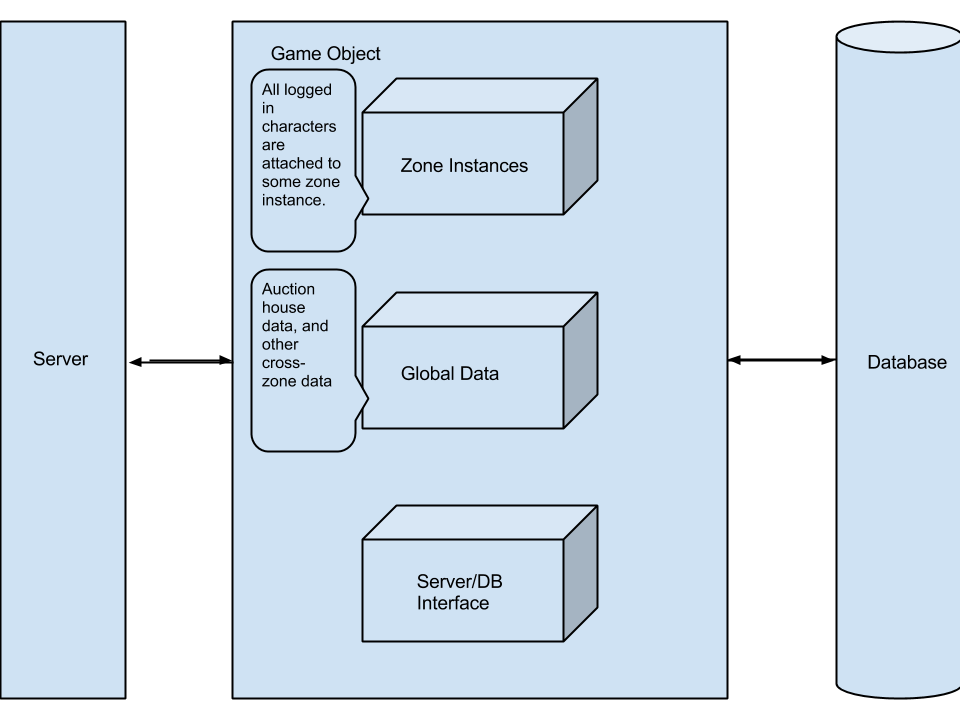 Game Object
All logged
in
characters
are
attached to
some zone
instance.
Zone Instances
Auction
house
data, and
other
cross-
zone data
Server
Global Data
Database
Server/DB
Interface